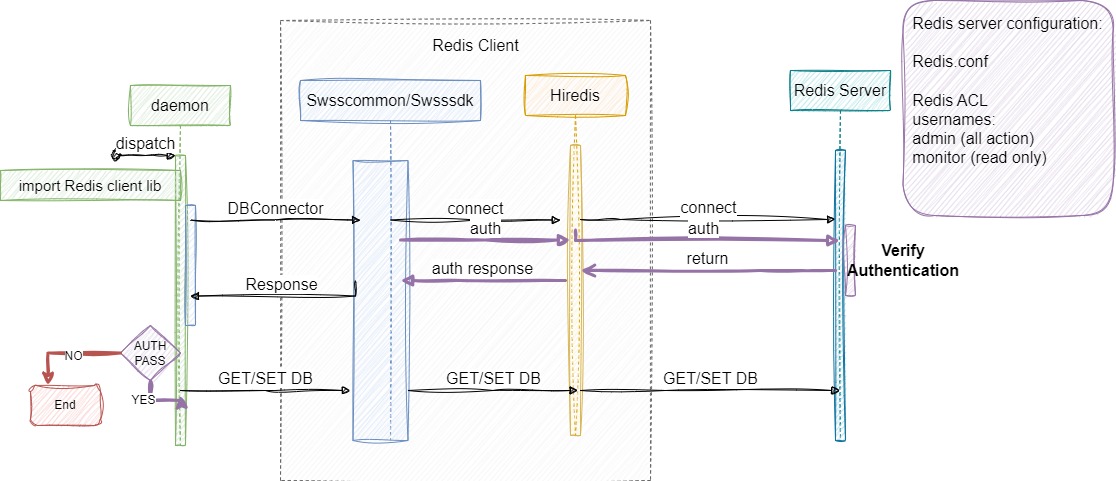 Redis Client
Redis server configuration:
Redis.conf
Redis ACL
usernames:
admin (all action)
monitor (read only)
daemon
Swsscommon/Swsssdk
Hiredis
Redis Server
dispatch
import Redis client lib
DBConnector
connect
connect
auth
auth
Verify
Authentication
return
auth response
Response
AUTH
PASS
NO
YES
End
GET/SET DB
GET/SET DB
GET/SET DB